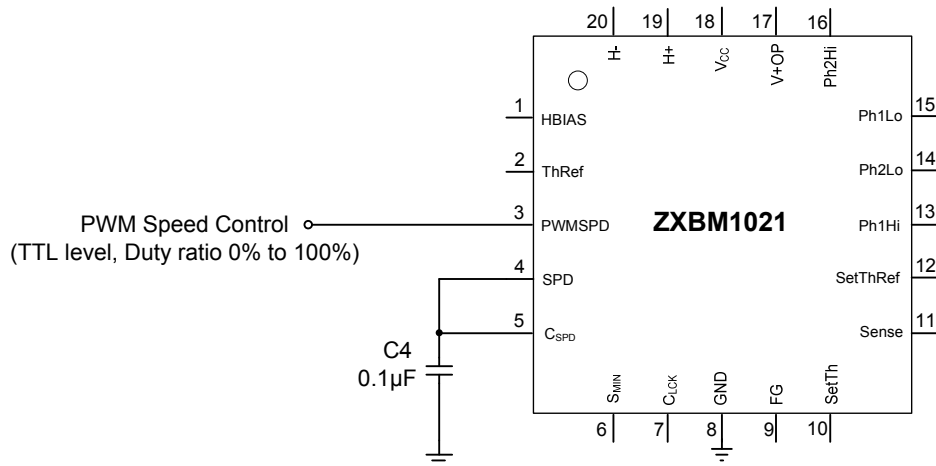 20 19 18 17 16
H- H+ VCC V+OP Ph2Hi
1 HBIAS
Ph1Lo 15
2 ThRef
Ph2Lo 14
PWM Speed Control 3 PWMSPD
ZXBM1021
Ph1Hi 13
(TTL level, Duty ratio 0% to 100%)
4 SPD
SetThRef 12
5 CSPD
Sense 11
C4
0.1µF
SMIN CLCK GND FG SetTh
6 7 8 9 10